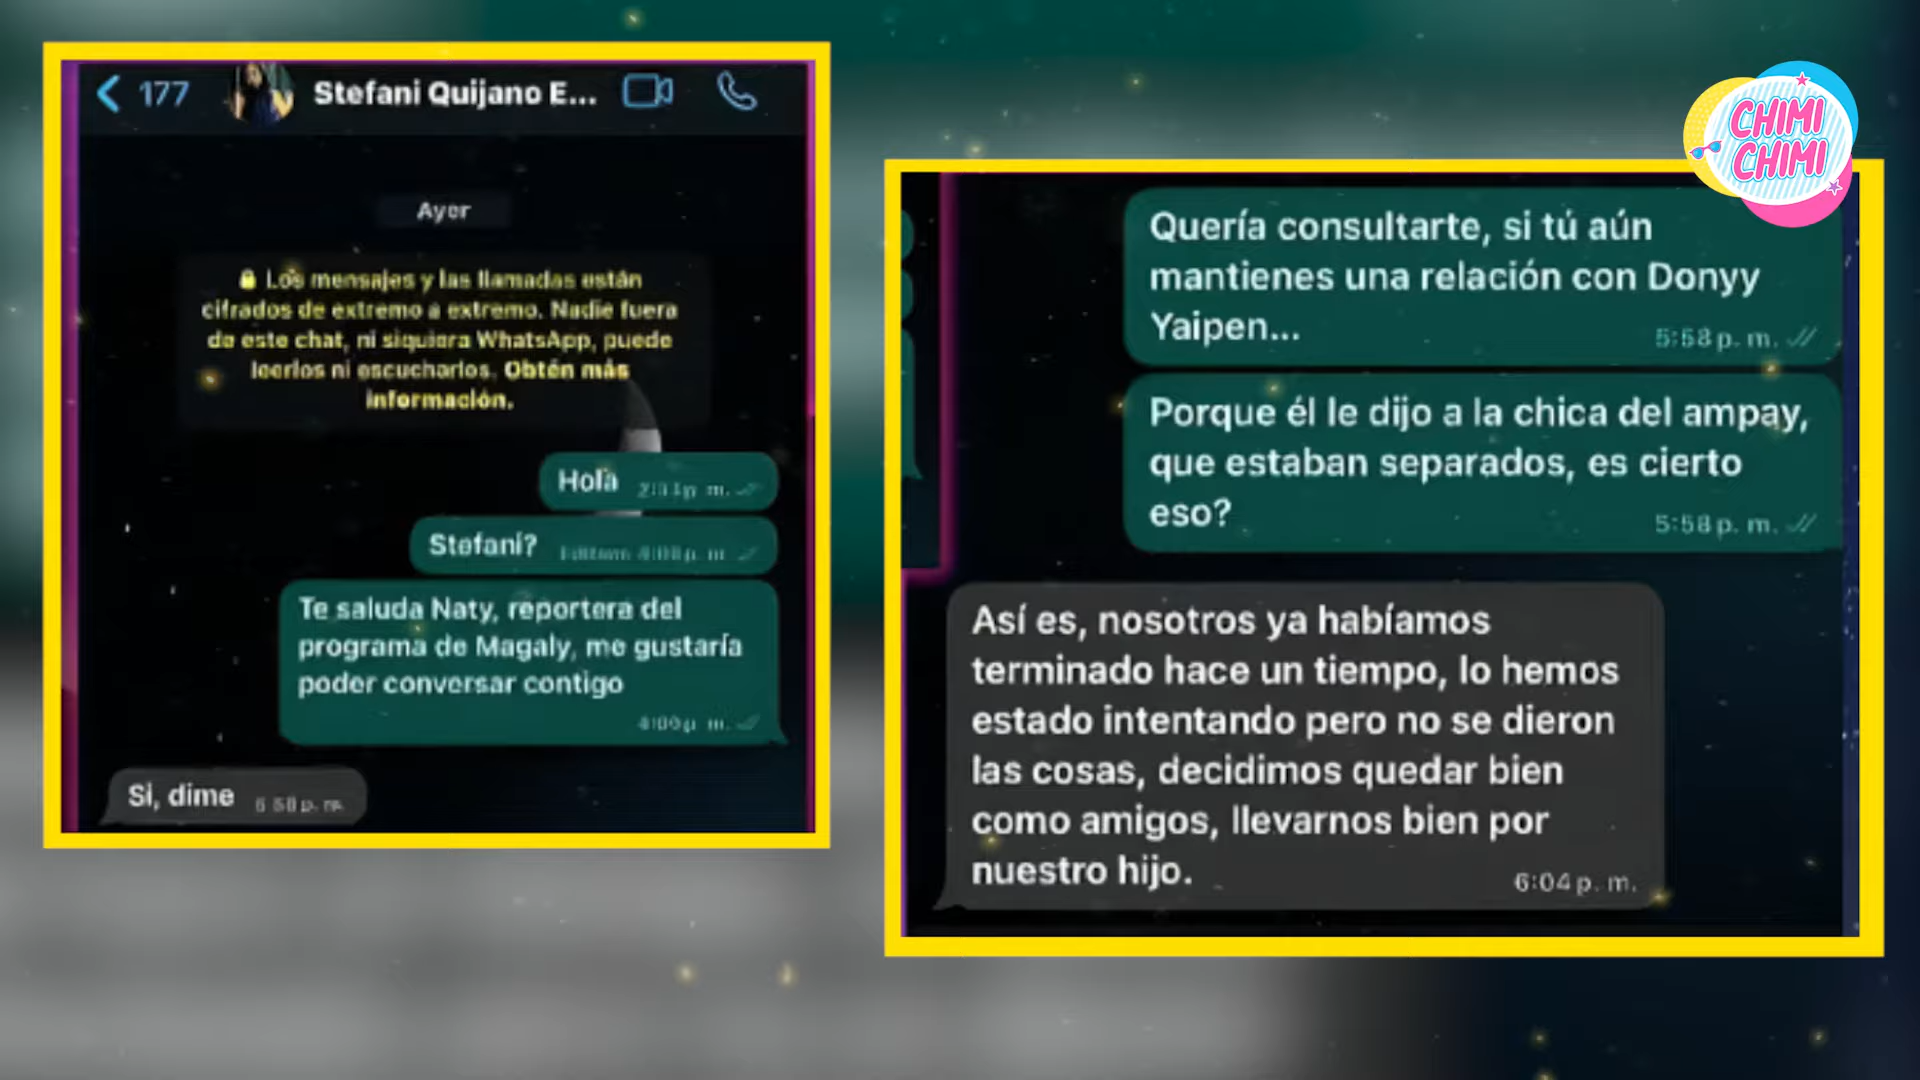 177
Stefani Quijano E...
Ayer
Los mensajes y las llamadas están
cifrados de extremo a extremo. Nadie fuera
de este chat, ni siquiera WhatsApp, puede
leerlos ni escucharlos. Obtén más
información.
Hola
Stefani?
Te saluda Naty, reportera del
programa de Magaly, me gustaría
poder conversar contigo
Si, dime
CHIMI
CHIMI
Quería consultarte, si tú aún
mantienes una relación con Donyy
Yaipen...
5:58 p. m.
Porque él le dijo a la chica del ampay,
que estaban separados, es cierto
eso?
5:58 p. m.
Así es, nosotros ya habíamos
terminado hace un tiempo, lo hemos
estado intentando pero no se dieron
las cosas, decidimos quedar bien
como amigos, llevarnos bien por
nuestro hijo.
6:04 p. m.